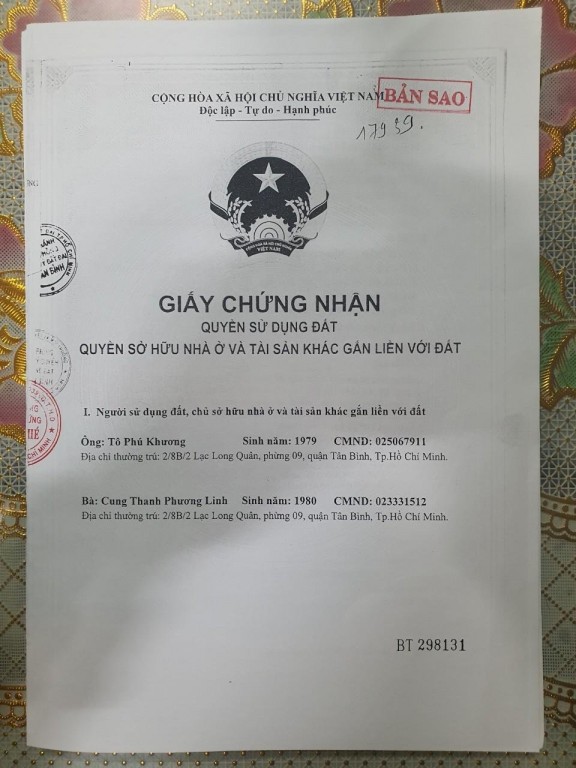 CỘNG HÒA XÃ HỘI CHỦ NGHĨA VIỆT NAM
BẢN SAO
Độc lập - Tự do - Hạnh phúc
17939.
VIỆT NAM
GIẤY CHỨNG NHẬN
QUYỀN SỬ DỤNG ĐẤT
QUYỀN SỞ HỮU NHÀ Ở VÀ TÀI SẢN KHÁC GẮN LIỀN VỚI ĐẤT
I. Người sử dụng đất, chủ sở hữu nhà ở và tài sản khác gắn liền với đất
Ông: Tô Phú Khương Sinh năm: 1979 CMND: 025067911
Địa chỉ thường trú: 2/8B/2 Lạc Long Quân, phừng 09, quận Tân Bình, Tp.Hồ Chí Minh.
Bà: Cung Thanh Phương Linh Sinh năm: 1980 CMND: 023331512
Địa chỉ thường trú: 2/8B/2 Lạc Long Quân, phừng 09, quận Tân Bình, Tp.Hồ Chí Minh.
BT 298131